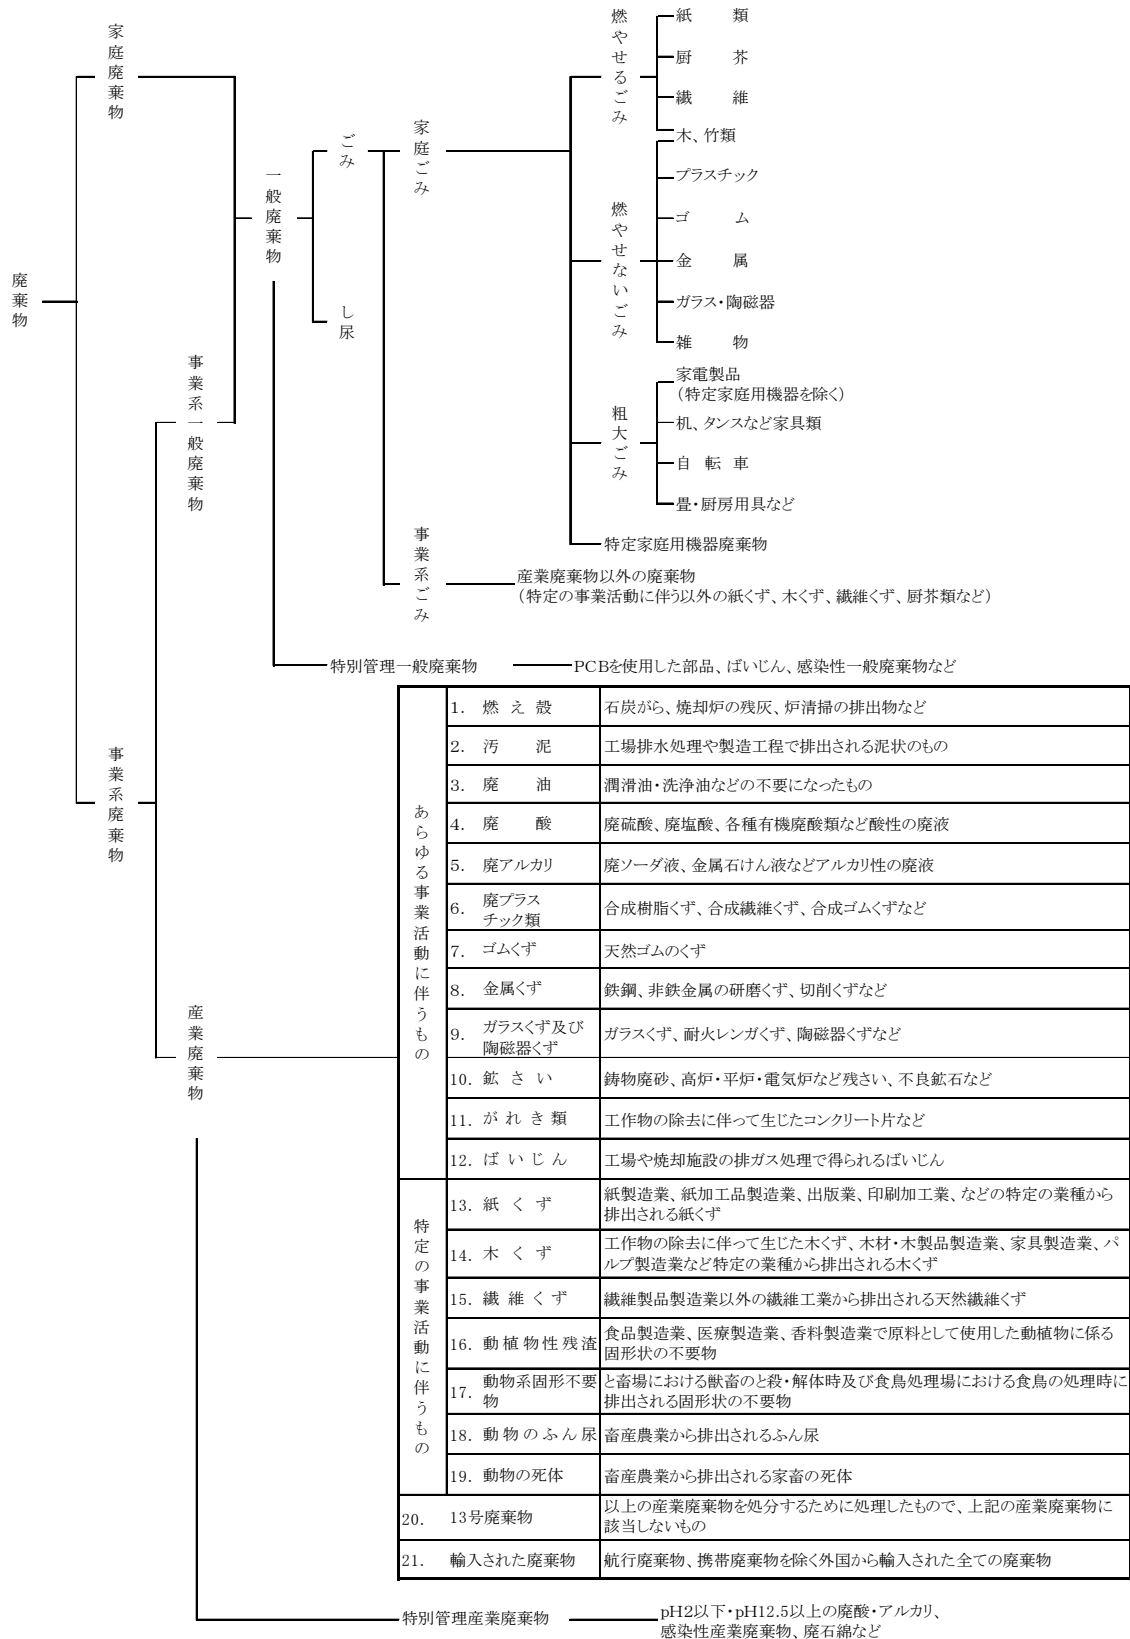 廃棄物
家庭廃棄物
事業系廃棄物
一般廃棄物
事業系一般廃棄物
産業廃棄物
ごみ
し尿
家庭ごみ
事業系ごみ
燃やせるごみ
紙　類
厨　芥
繊　維
木、竹類
燃やせないごみ
プラスチック
ゴ　ム
金　属
ガラス・陶磁器
雑　物
粗大ごみ
家電製品
（特定家庭用機器を除く）
机、タンスなど家具類
自　転　車
畳・厨房用具など
特定家庭用機器廃棄物
産業廃棄物以外の廃棄物
（特定の事業活動に伴う以外の紙くず、木くず、繊維くず、厨芥類など）
特別管理一般廃棄物　PCBを使用した部品、ばいじん、感染性一般廃棄物など
あらゆる事業活動に伴うもの
1.　燃 え 殻　石炭がら、焼却炉の残灰、炉清掃の排出物など
2.　汚　泥　工場排水処理や製造工程で排出される泥状のもの
3.　廃　油　潤滑油・洗浄油などの不要になったもの
4.　廃　酸　廃硫酸、廃塩酸、各種有機廃酸類など酸性の廃液
5.　廃アルカリ　廃ソーダ液、金属石けん液などアルカリ性の廃液
6.　廃プラス
チック類　合成樹脂くず、合成繊維くず、合成ゴムくずなど
7.　ゴムくず　天然ゴムのくず
8.　金属くず　鉄鋼、非鉄金属の研磨くず、切削くずなど
9.　ガラスくず及び
陶磁器くず　ガラスくず、耐火レンガくず、陶磁器くずなど
10.　鉱 さ い　鋳物廃砂、高炉・平炉・電気炉など残さい、不良鉱石など
11.　が れ き 類　工作物の除去に伴って生じたコンクリート片など
12.　ば い じ ん　工場や焼却施設の排ガス処理で得られるばいじん
特定の事業活動に伴うもの
13.　紙 く ず　紙製造業、紙加工品製造業、出版業、印刷加工業、などの特定の業種から
排出される紙くず
14.　木 く ず　工作物の除去に伴って生じた木くず、木材・木製品製造業、家具製造業、パ
ルプ製造業など特定の業種から排出される木くず
15.　繊 維 く ず　繊維製品製造業以外の繊維工業から排出される天然繊維くず
16.　動植物性残渣　食品製造業、医療製造業、香料製造業で原料として使用した動植物に係る
固形状の不要物
17.　動物系固形不要
物　と畜場における獣畜のと殺・解体時及び食鳥処理場における食鳥の処理時に
排出される固形状の不要物
18.　動物のふん尿　畜産農業から排出されるふん尿
19.　動物の死体　畜産農業から排出される家畜の死体
20.　13号廃棄物　以上の産業廃棄物を処分するために処理したもので、上記の産業廃棄物に
該当しないもの
21.　輸入された廃棄物　航行廃棄物、携帯廃棄物を除く外国から輸入された全ての廃棄物
特別管理産業廃棄物　pH2以下・pH12.5以上の廃酸・アルカリ、
感染性産業廃棄物、廃石綿など